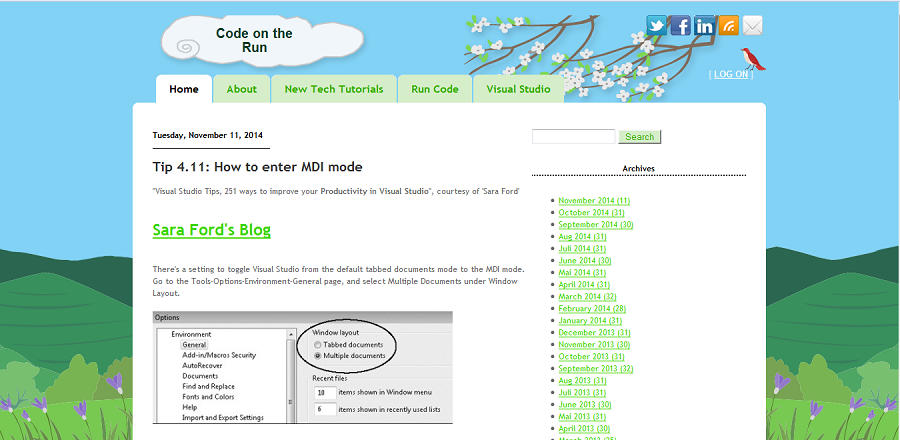 Code on the
Run
[ LOG ON ]
Home
About
New Tech Tutorials
Run Code
Visual Studio
Tuesday, November 11, 2014
Tip 4.11: How to enter MDI mode
"Visual Studio Tips, 251 ways to improve your Productivity in Visual Studio", courtesy of 'Sara Ford'
Sara Ford's Blog
There's a setting to toggle Visual Studio from the default tabbed documents mode to the MDI mode.
Go to the Tools-Options-Environment-General page, and select Multiple Documents under Window
Layout.
Options
Environment
General
Add-in/Macros Security
AutoRecover
Documents
Find and Replace
Fonts and Colors
Help
Import and Export Settings
Window layout
Tabbed documents
Multiple documents
Recent files
10 items shown in Window menu
6 items shown in recently used lists
Search
Archives
November 2014 (11)
October 2014 (31)
September 2014 (30)
Aug 2014 (31)
Juli 2014 (31)
June 2014 (30)
Mai 2014 (31)
April 2014 (31)
March 2014 (32)
February 2014 (28)
January 2014 (31)
December 2013 (31)
November 2013 (30)
October 2013 (31)
September 2013 (32)
Aug 2013 (31)
Juli 2013 (31)
June 2013 (30)
Mai 2013 (31)
April 2013 (30)